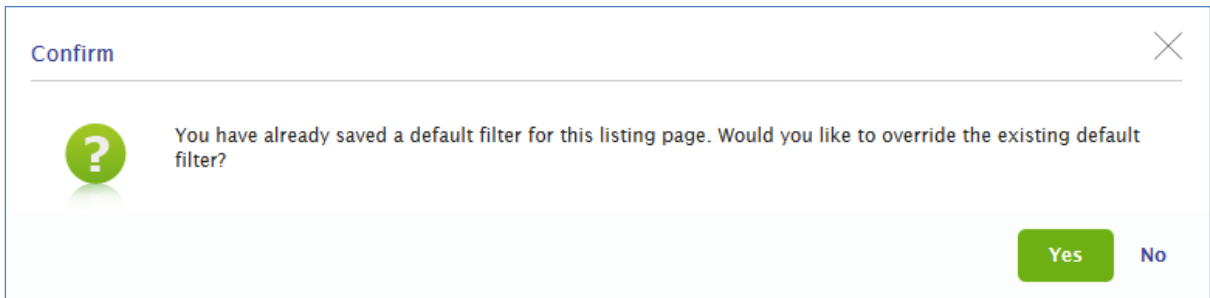 Confirm
You have already saved a default filter for this listing page. Would you like to override the existing default
filter?
Yes No